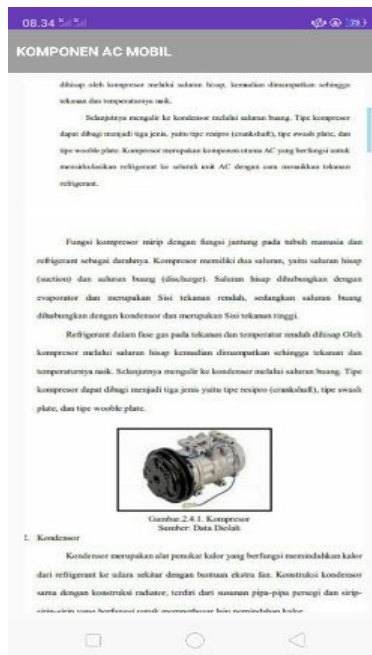 08.34
KOMPONEN AC MOBIL
dihisap oleh kompresor melalui saluran hisap, kemudian dimampatkan sehingga
tekanan dan temperaturnya naik.
Selanjutnya mengalir ke kondensor melalui saluran buang. Tipe kompresor
dapat dibagi menjadi tiga jenis, yaitu tipe resipro (crankshaft), tipe swash plate, dan
tipe wooble plate. Kompresor merupakan komponen utama AC yang berfungsi untuk
mensirkulasikan refrigerant ke seluruh unit AC dengan cara menaikkan tekanan
refrigerant.
Fungsi kompresor mirip dengan fungsi jantung pada tubuh manusia dan
refrigerant sebagai darahnya. Kompresor memiliki dua saluran, yaitu saluran hisap
(suction) dan saluran buang (discharge). Saluran hisap dihubungkan dengan
evaporator dan merupakan Sisi tekanan rendah, sedangkan saluran buang
dihubungkan dengan kondensor dan merupakan Sisi tekanan tinggi.
Refrigerant dalam fase gas pada tekanan dan temperatur rendah dihisap Oleh
kompresor melalui saluran hisap kemudian dimampatkan sehingga tekanan dan
temperaturnya naik. Selanjutnya mengalir ke kondensor melalui saluran buang. Tipe
kompresor dapat dibagi menjadi tiga jenis yaitu tipe resipro (crankshaft), tipe swash
plate, dan tipe wooble plate.
Gambar.2.4.1. Kompresor
Sumber: Data Diolah
2. Kondensor
Kondensor merupakan alat penukar kalor yang berfungsi memindahkan kalor
dari refrigerant ke udara sekitar dengan bantuan ekstra fan. Konstruksi kondensor
sama dengan konstruksi radiator, terdiri dari susunan pipa-pipa persegi dan sirip-
sirip-sirip yang berfungsi untuk memperbesar laju pemindahan kalor